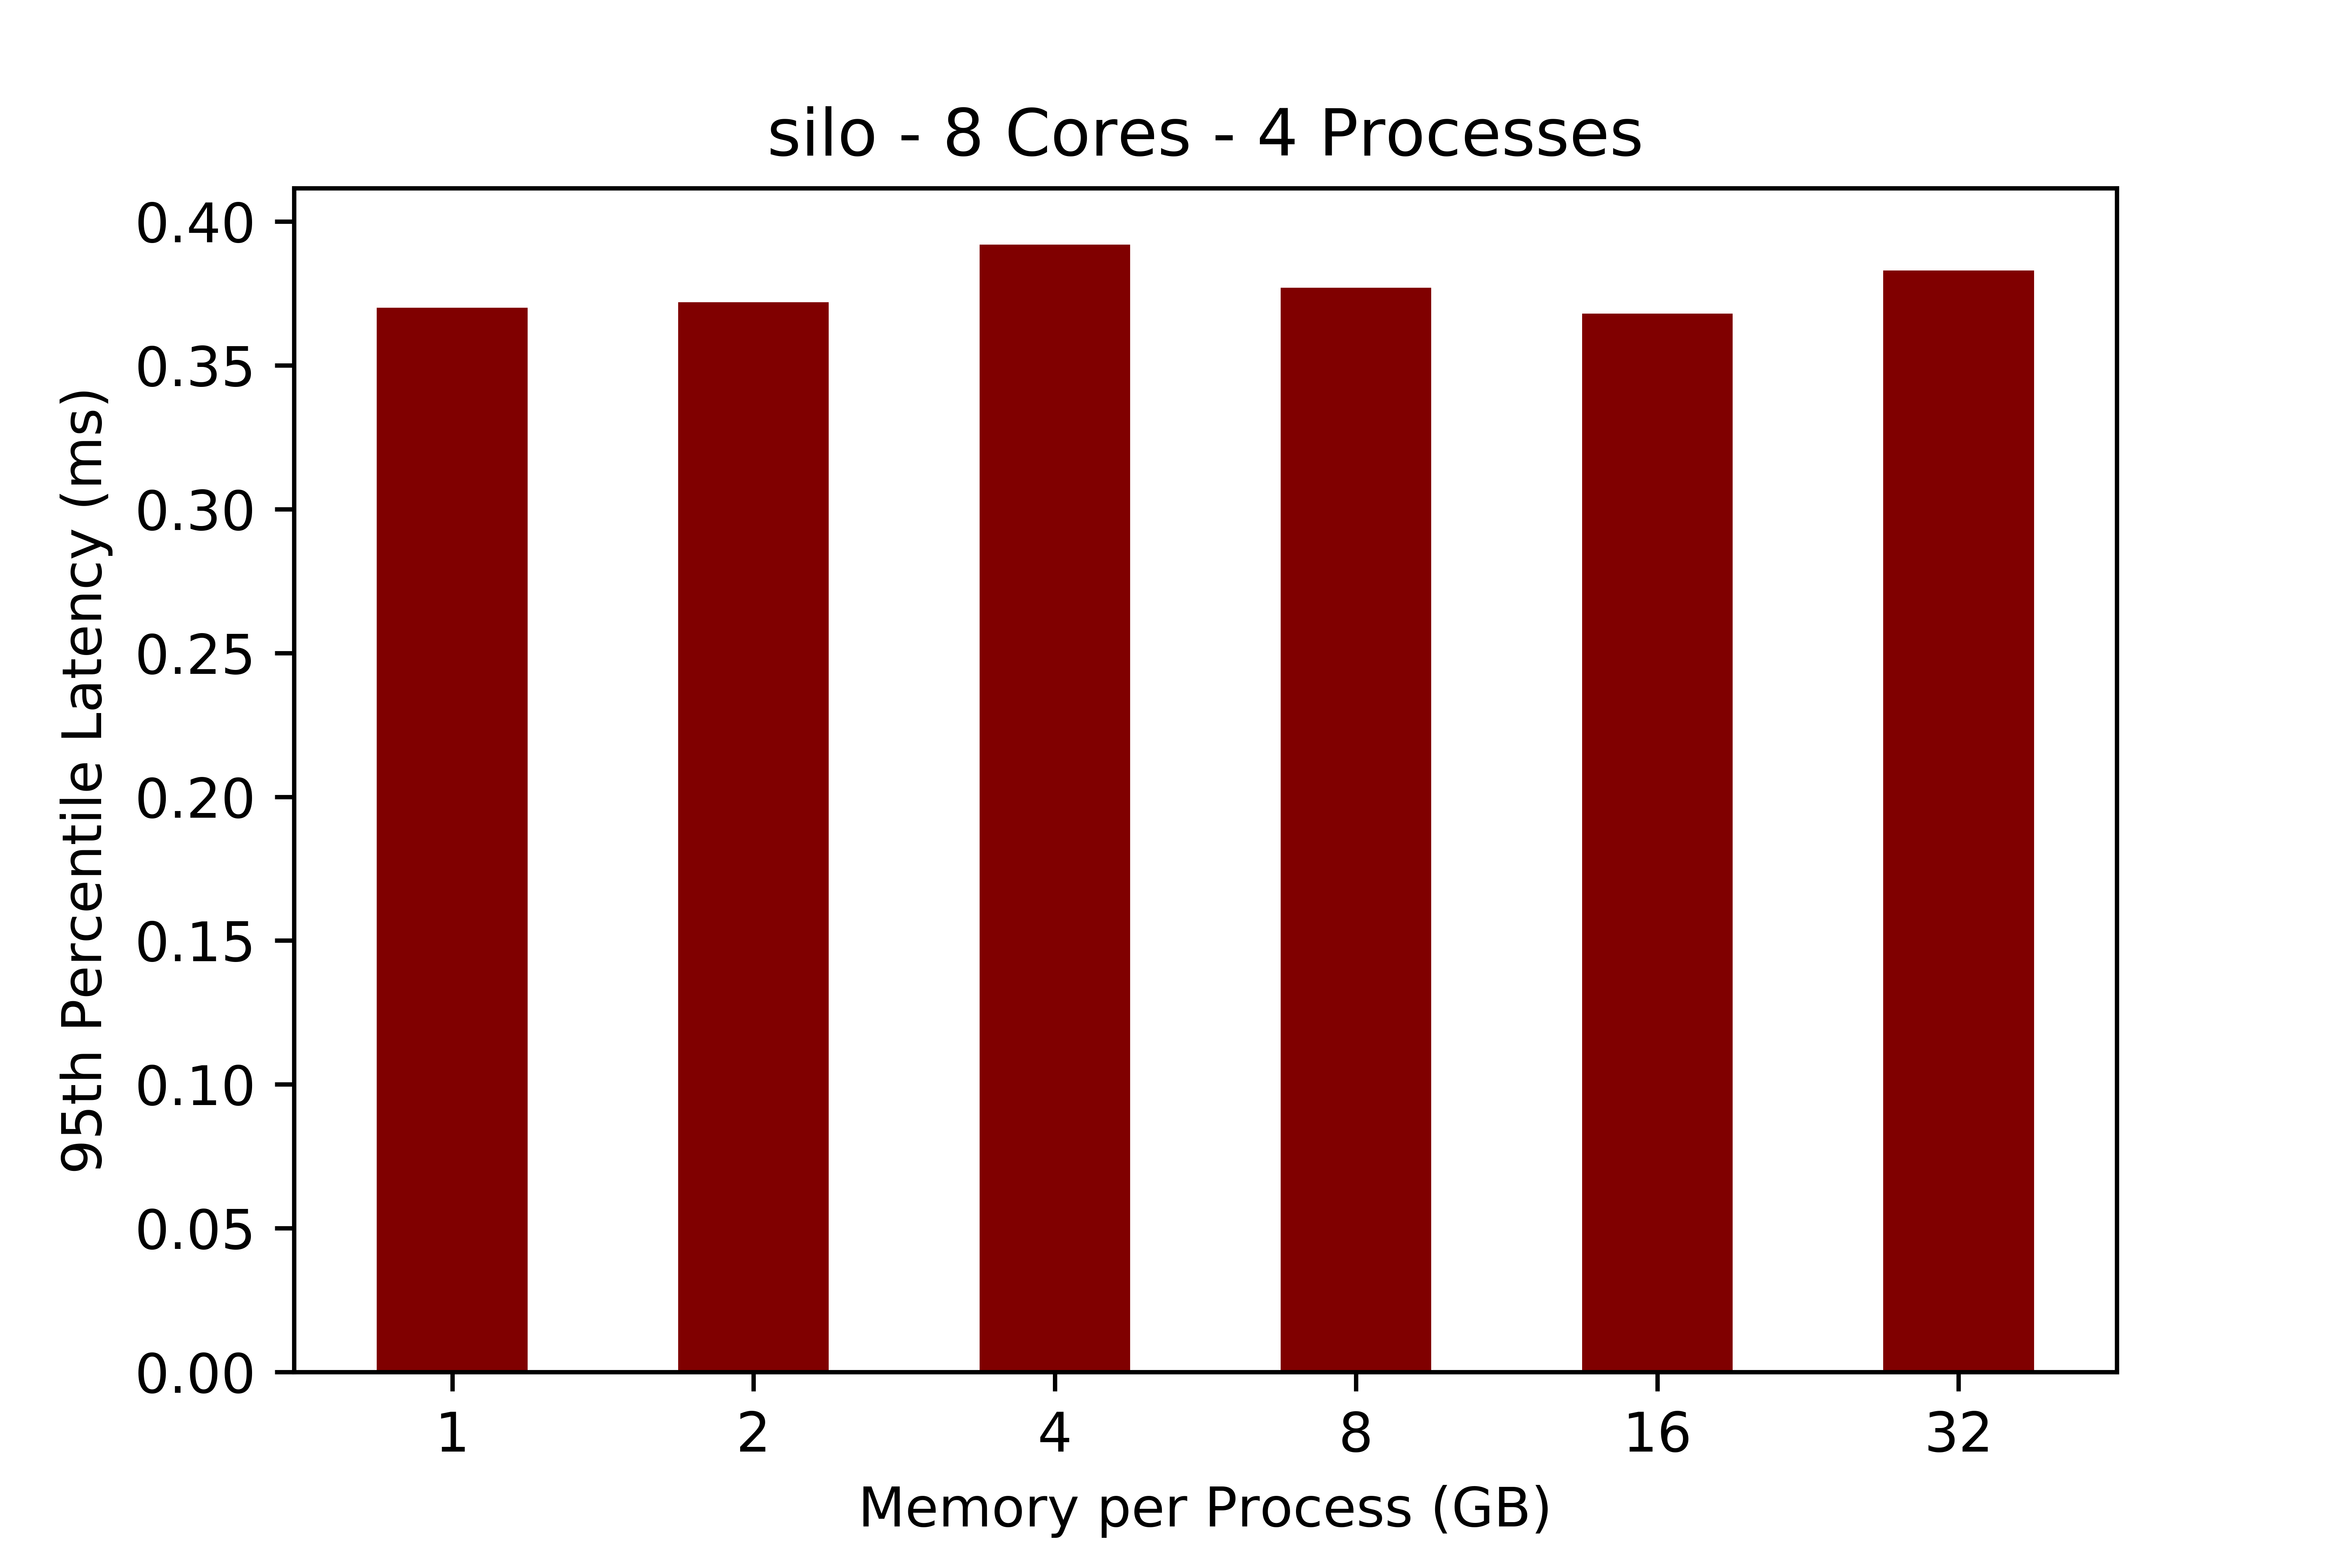 silo - 8 Cores - 4 Processes
95th Percentile Latency (ms)
0.40
0.35
0.30
0.25
0.20
0.15
0.10
0.05
0.00
1 2 4 8 16 32
Memory per Process (GB)